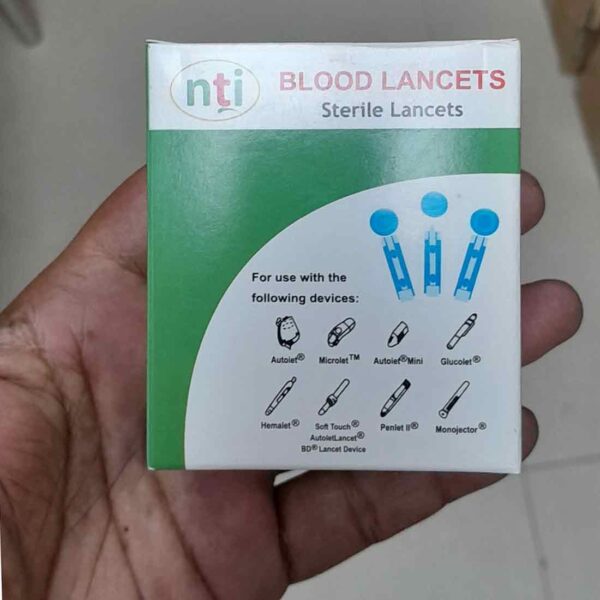 nti
BLOOD LANCETS
Sterile Lancets
For use with the
following devices:
Autolet® Microlet™ Autolet®Mini Glucolet®
Hemalet® Soft Touch® Penlet II® Monojector®
AutoletLancet®
BD® Lancet Device